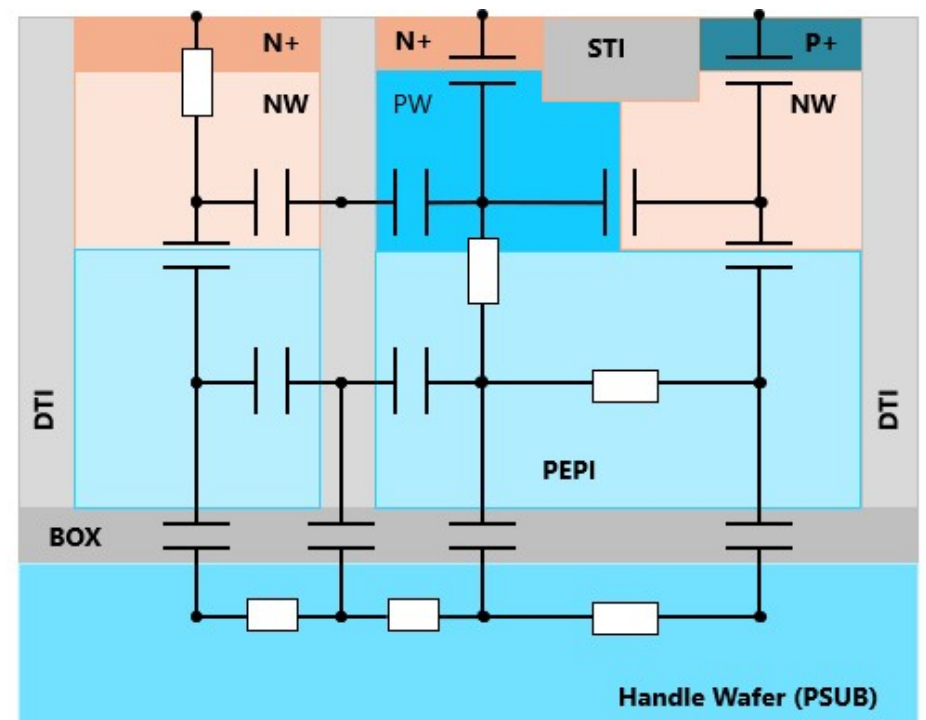 N+
N+
STI
P+
NW
PW
NW
DTI
DTI
PEPI
BOX
Handle Wafer (PSUB)